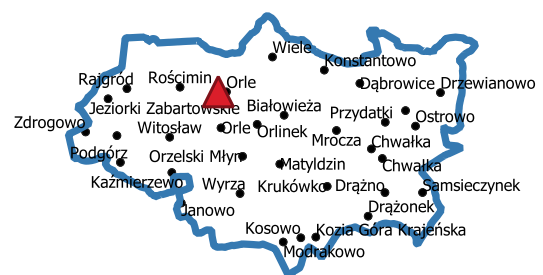 Wiele
Konstantowo
Rajgród Rościmin Orle
Dąbrowice Drzewianowo
Jeziorki Zabartowskie Białowieża
Przydatki Ostrowo
Zdrogowo Witosław Orle Orlinek
Mrocza Chwałka
Podgórz Orzelski Młyn Matyldzin Chwałka
Kaźmierzewo Wyrza Krukówko Drążno Samsieczynek
Janowo Drążonek
Kosowo Kozia Góra Krajeńska
Modrakowo